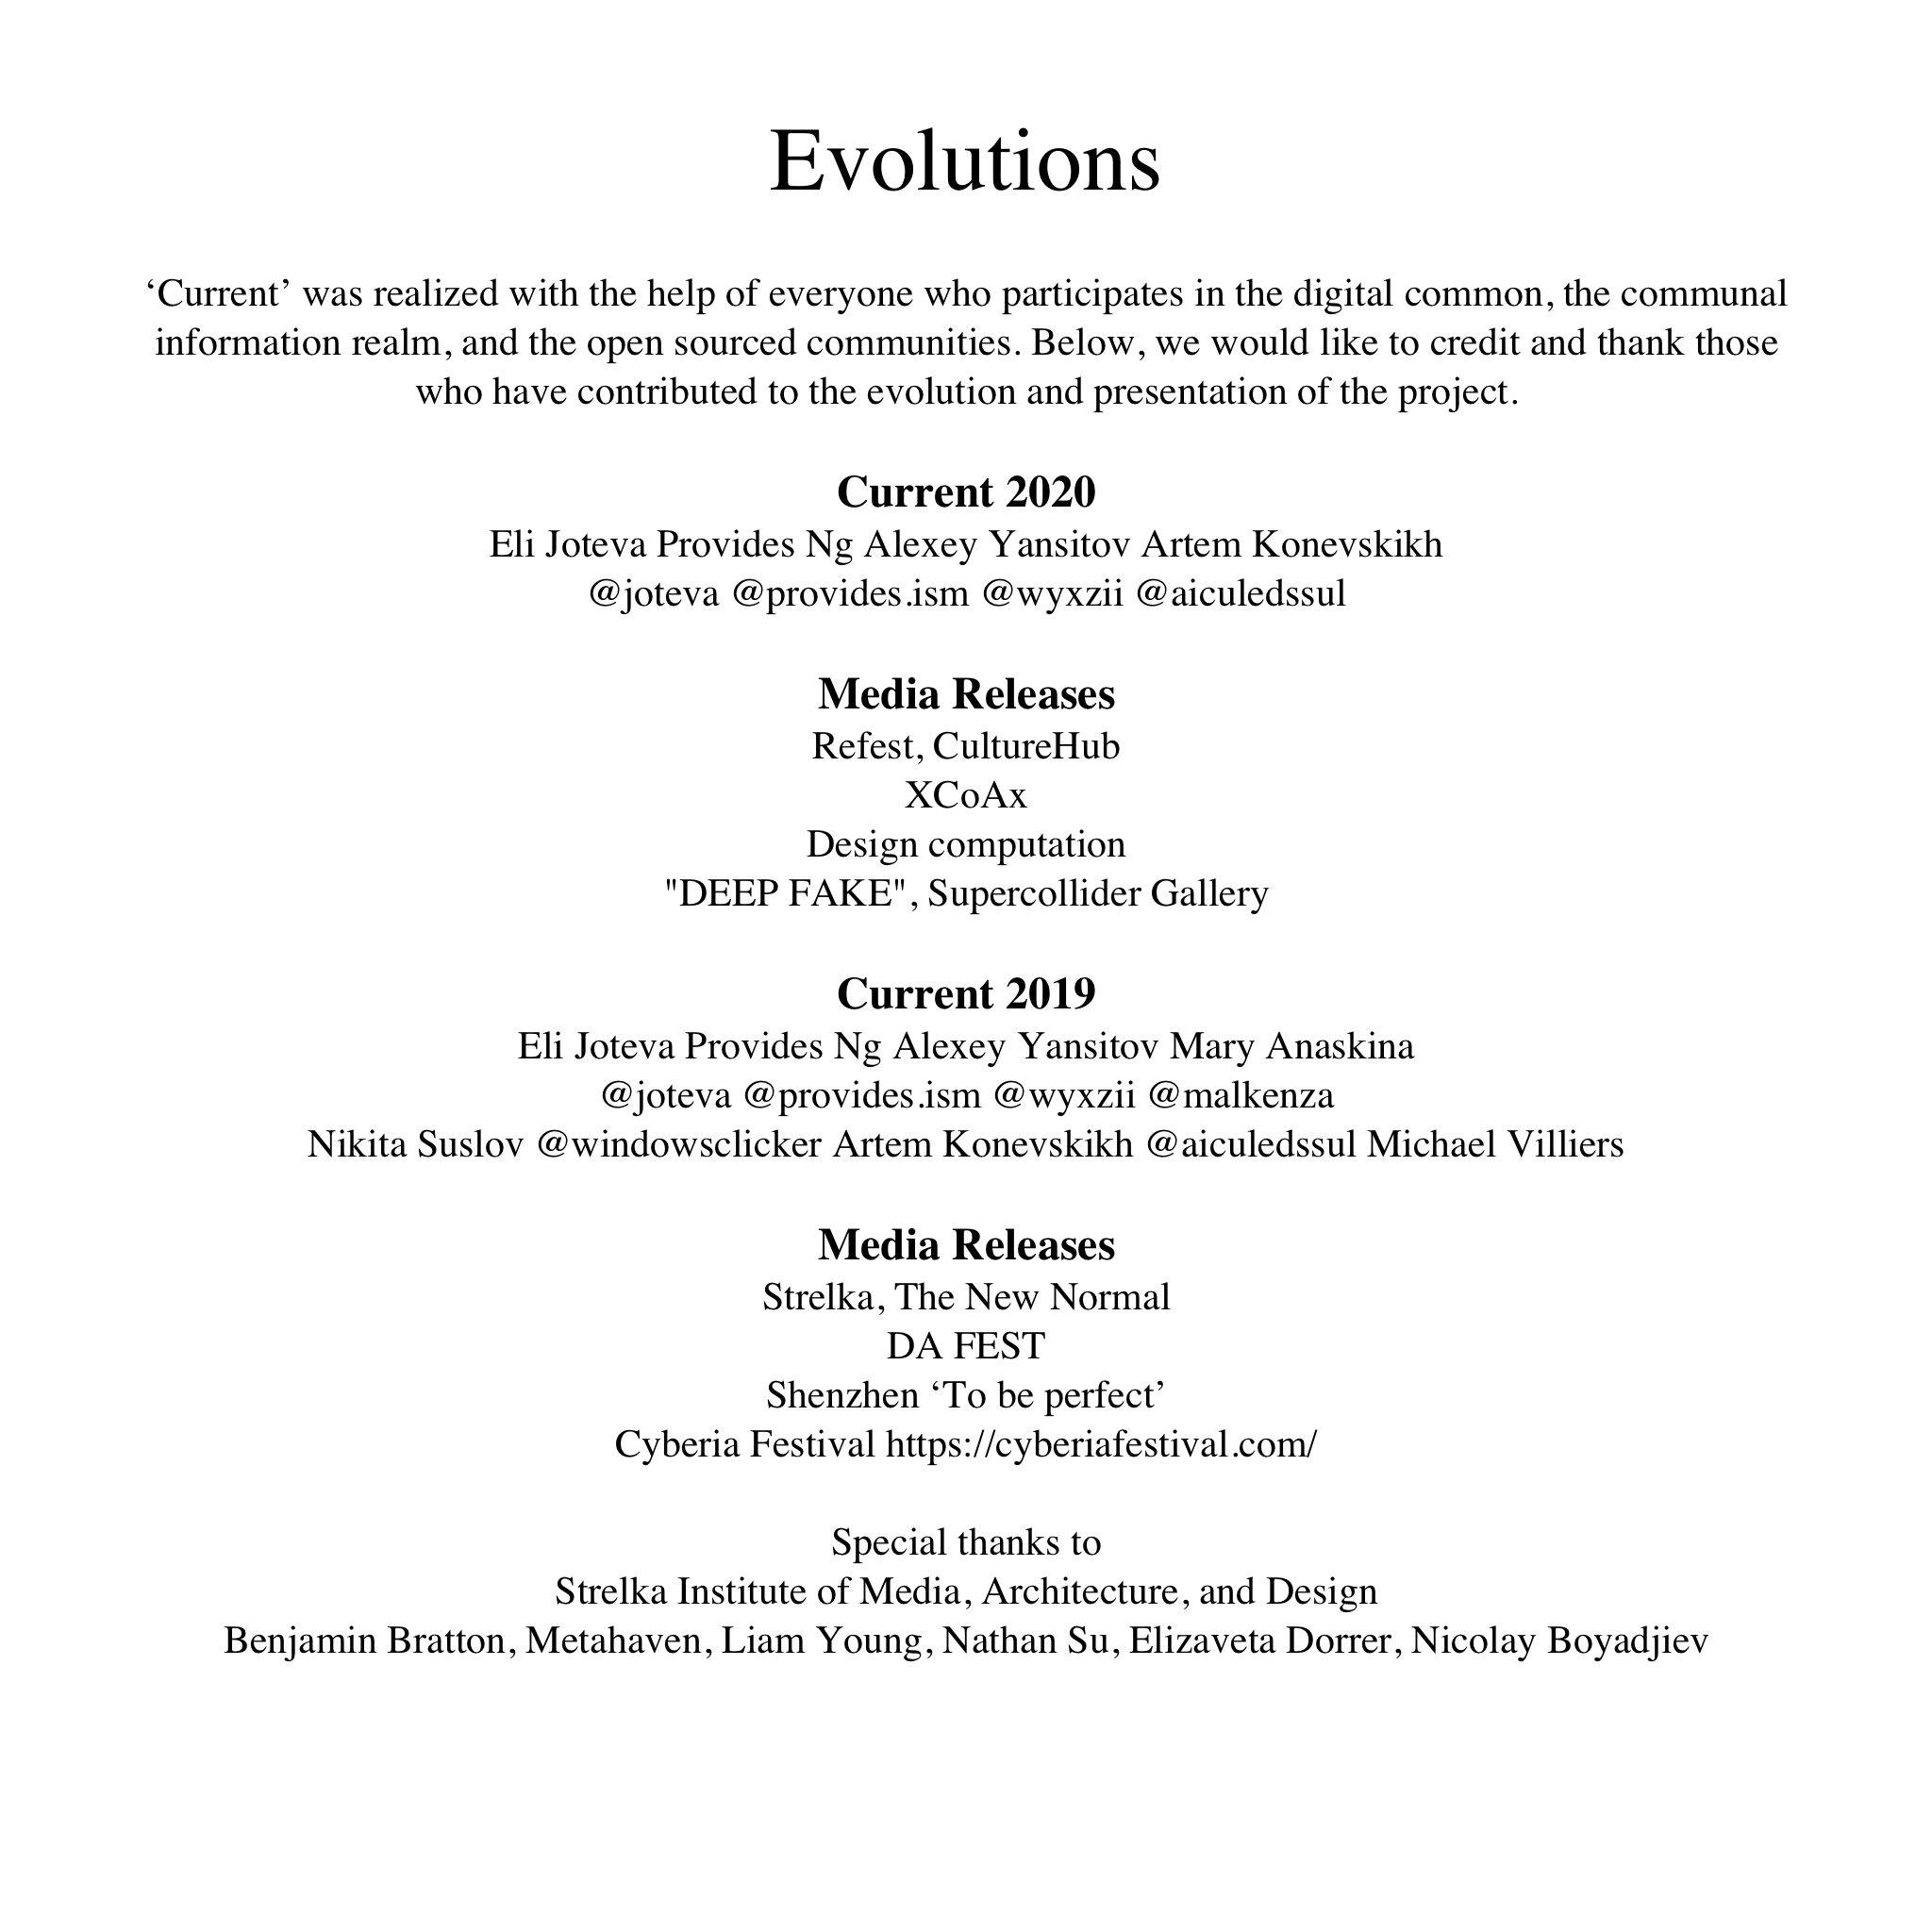 Evolutions
‘Current’ was realized with the help of everyone who participates in the digital common, the communal
information realm, and the open sourced communities. Below, we would like to credit and thank those
who have contributed to the evolution and presentation of the project.
Current 2020
Eli Joteva Provides Ng Alexey Yansitov Artem Konevskikh
@joteva @provides.ism @wyxzii @aiculedssul
Media Releases
Refest, CultureHub
XCoAx
Design computation
"DEEP FAKE", Supercollider Gallery
Current 2019
Eli Joteva Provides Ng Alexey Yansitov Mary Anaskina
@joteva @provides.ism @wyxzii @malkenza
Nikita Suslov @windowsclicker Artem Konevskikh @aiculedssul Michael Villiers
Media Releases
Strelka, The New Normal
DA FEST
Shenzhen ‘To be perfect’
Cyberia Festival https://cyberiafestival.com/
Special thanks to
Strelka Institute of Media, Architecture, and Design
Benjamin Bratton, Metahaven, Liam Young, Nathan Su, Elizaveta Dorrer, Nicolay Boyadjiev